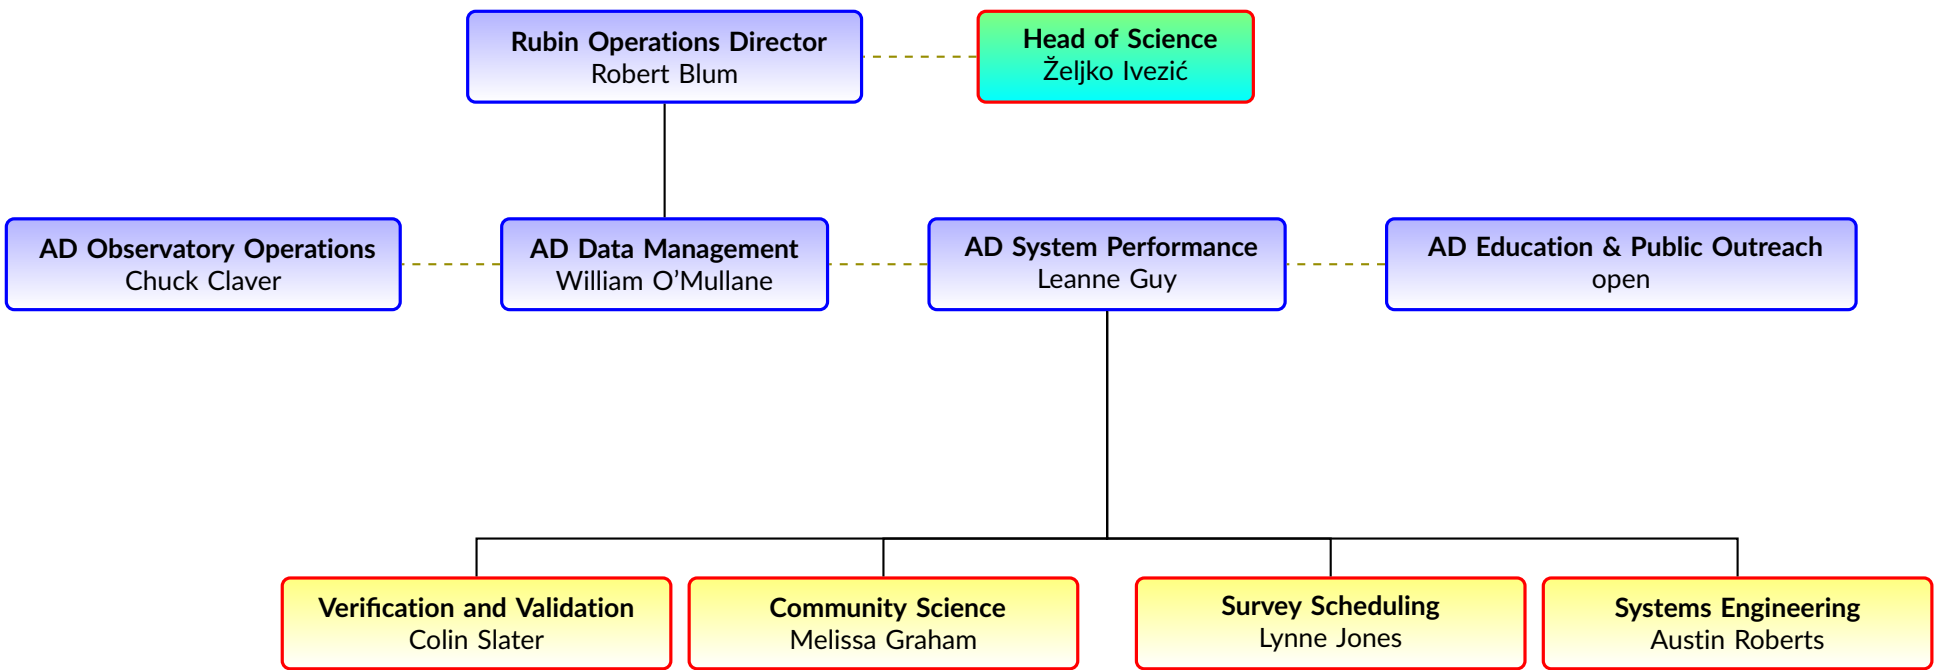 Rubin Operations Director
Robert Blum
Head of Science
Željko Ivezić
AD Observatory Operations
Chuck Claver
AD Data Management
William O’Mullane
AD System Performance
Leanne Guy
AD Education & Public Outreach
open
Verification and Validation
Colin Slater
Community Science
Melissa Graham
Survey Scheduling
Lynne Jones
Systems Engineering
Austin Roberts